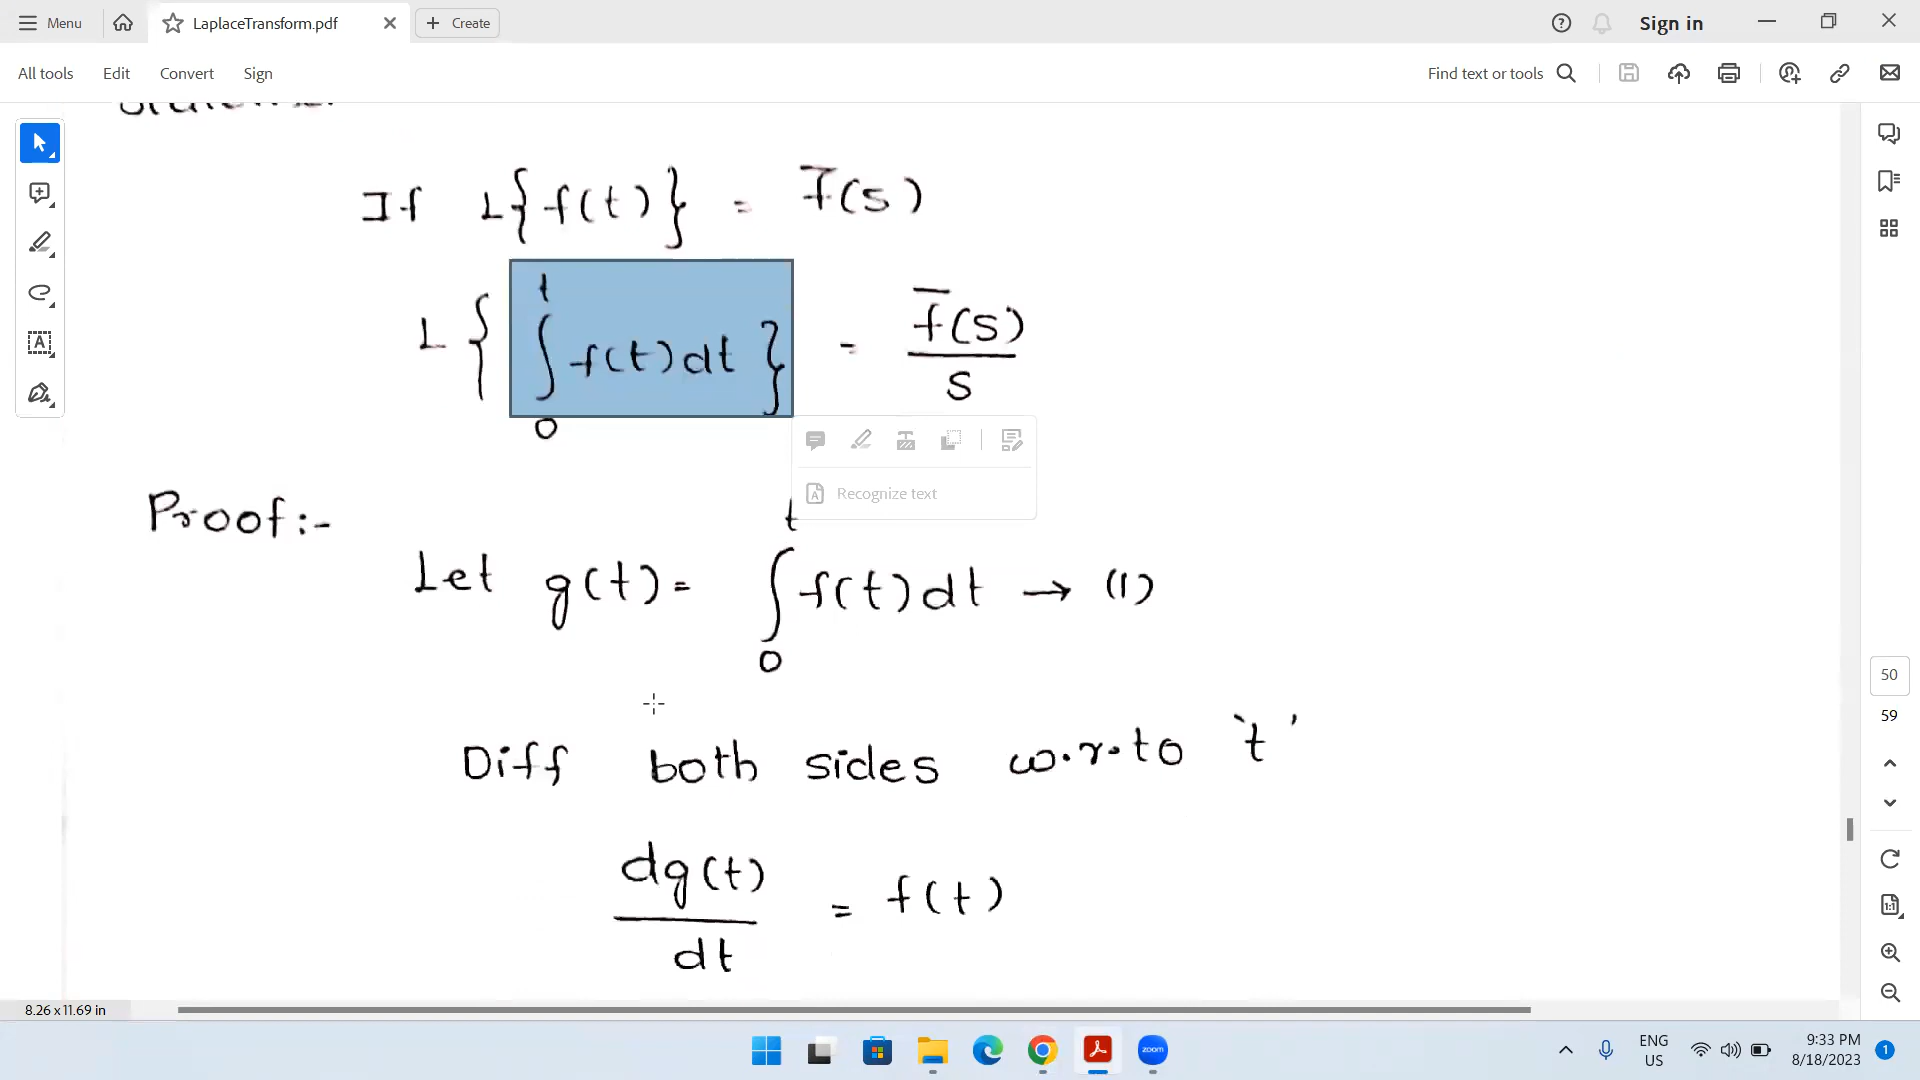 Menu
LaplaceTransform.pdf
Create
Sign in
All tools
Edit
Convert
Sign
Find text or tools
If L{f(t)} = f̅(s)
L{∫₀ᵗ f(t)dt} = f̅(s)/s
Recognize text
Proof:-
Let g(t) = ∫₀ᵗ f(t)dt → (1)
Diff both sides w.r.to 't'
dg(t)/dt = f(t)
50
59
8.26 x 11.69 in
zoom
ENG
US
9:33 PM
8/18/2023
1